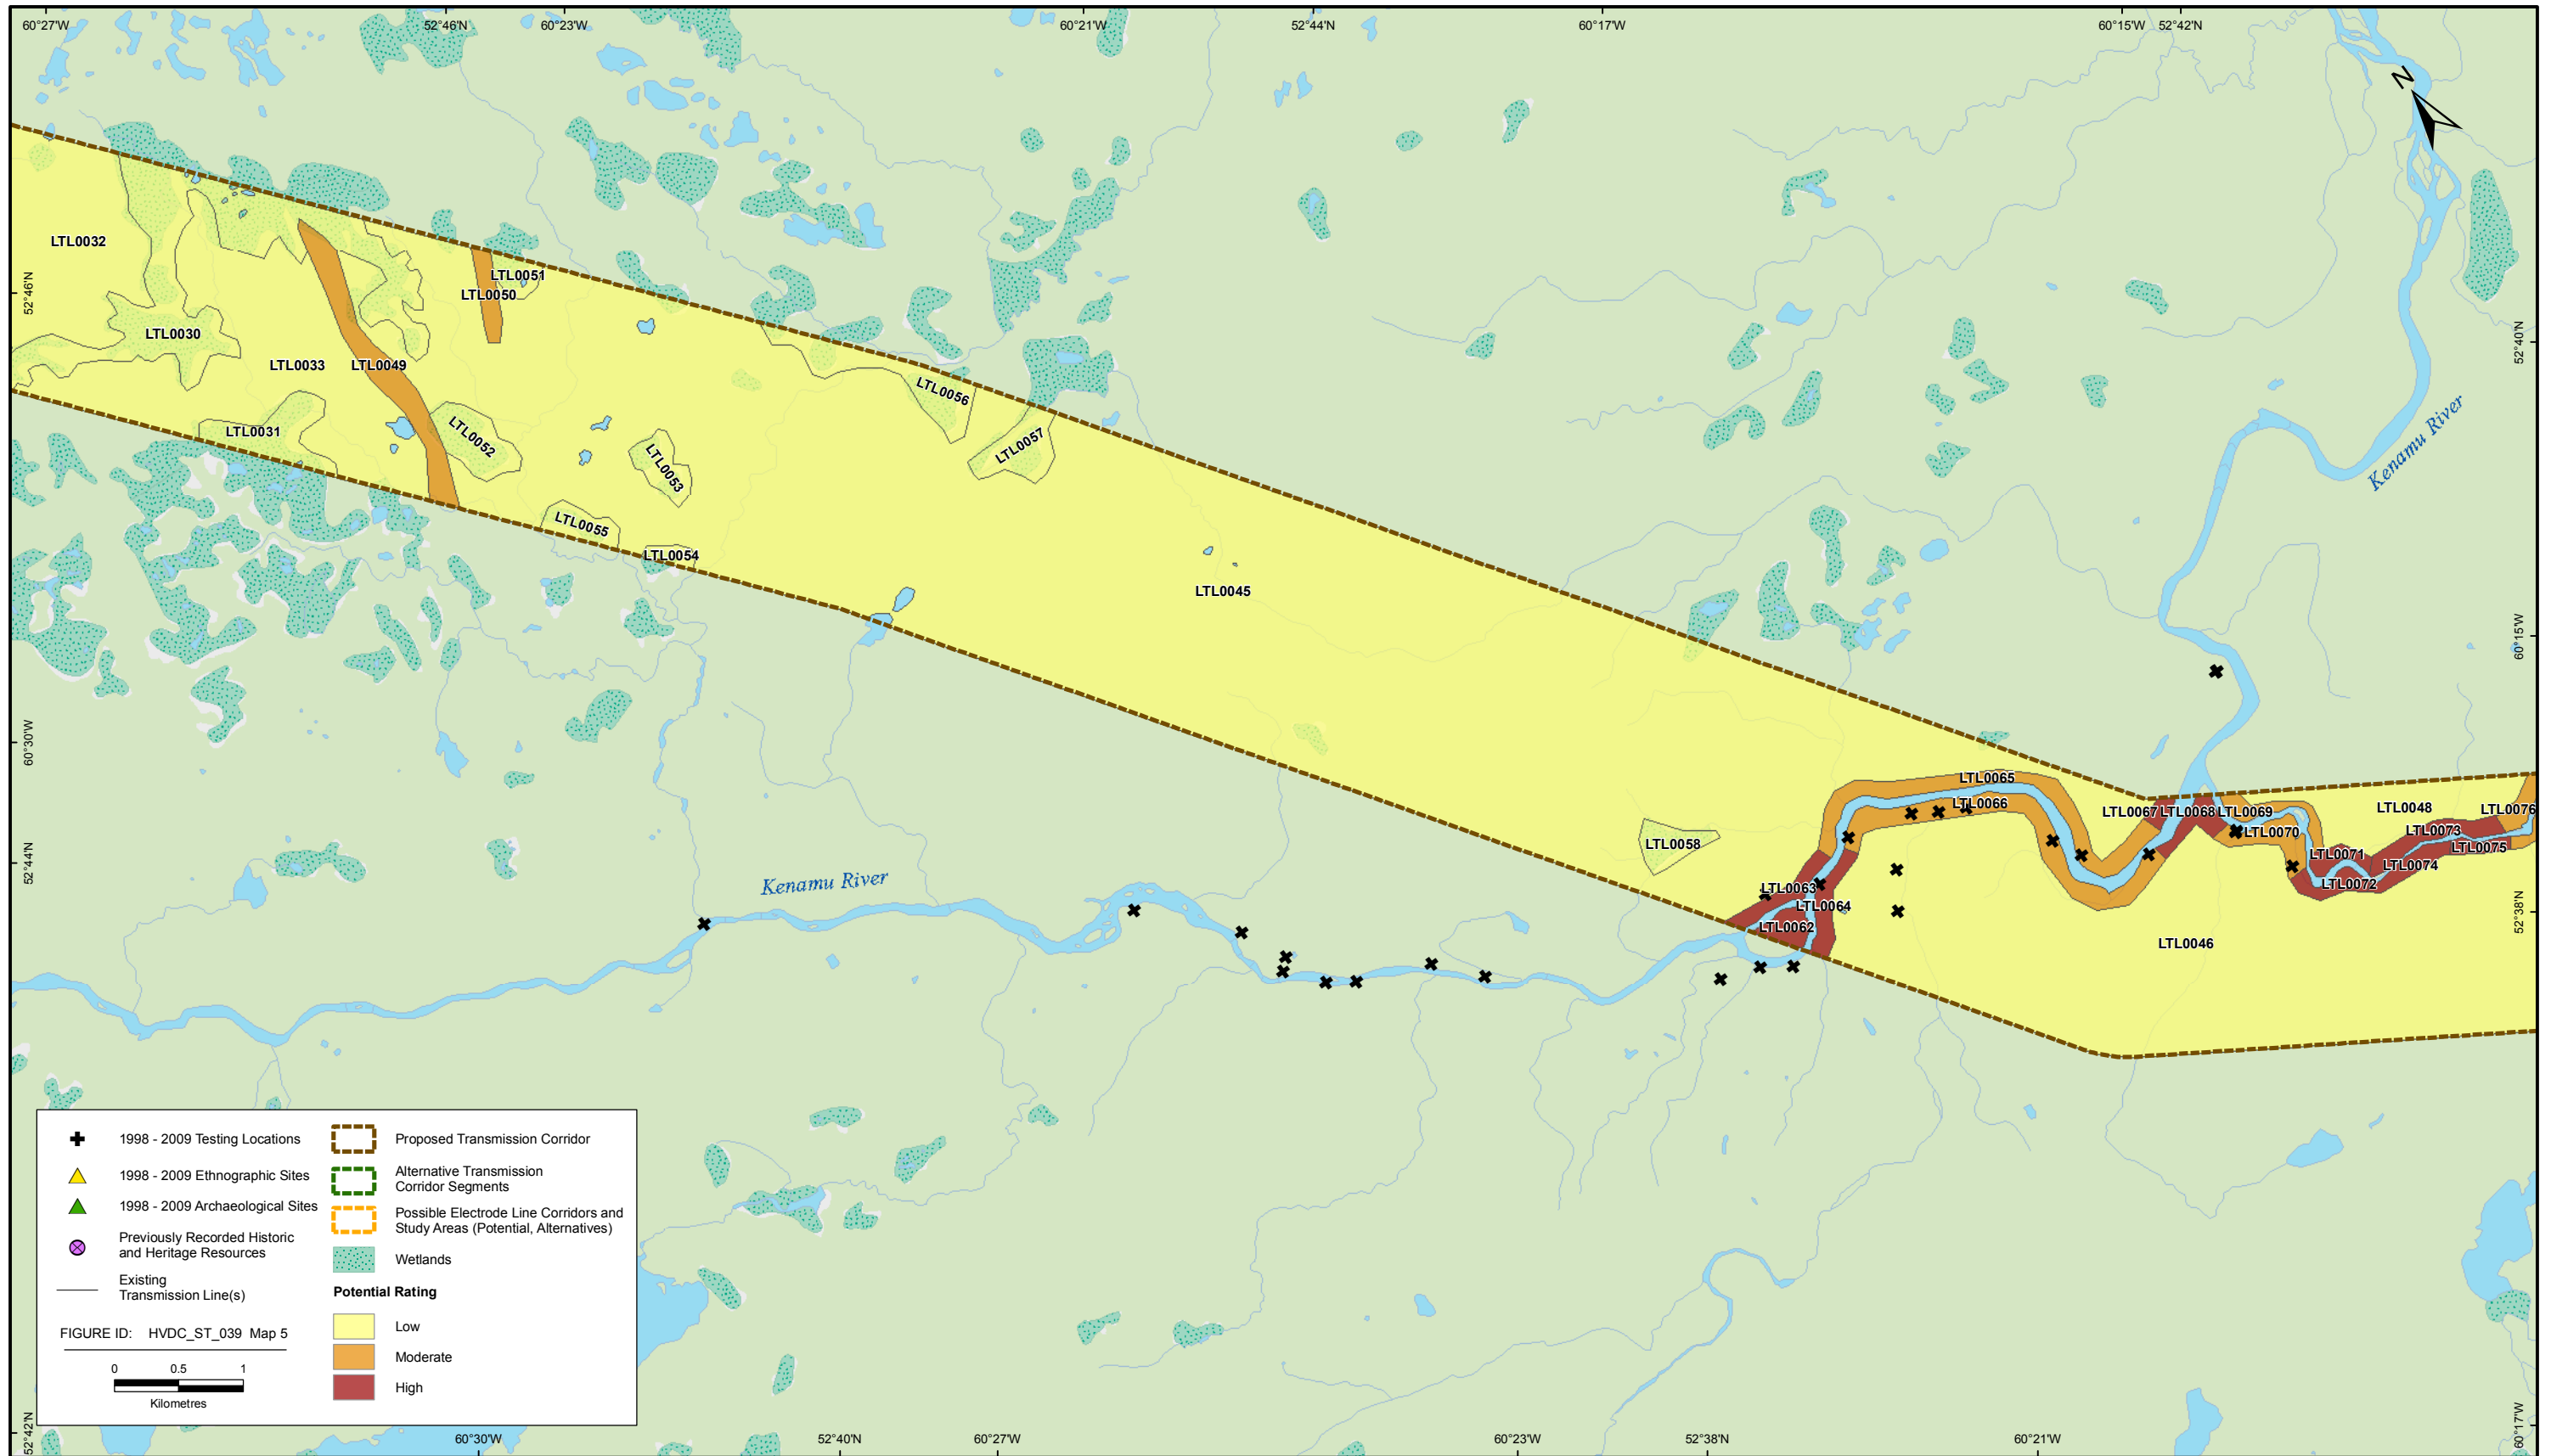 60°27'W
52°46'N
60°23'W
60°21'W
52°44'N
60°17'W
60°15'W
52°42'N
N
LTL0032
LTL0051
52°46'N
LTL0050
LTL0030
52°40'N
LTL0033
LTL0049
LTL0056
LTL0031
LTL0052
LTL0057
Kenamu River
LTL0053
LTL0055
LTL0054
LTL0045
60°15'W
60°30'W
LTL0065
LTL0066
LTL0067
LTL0068
LTL0069
LTL0048
LTL0076
LTL0070
LTL0073
LTL0058
LTL0071
LTL0075
52°44'N
LTL0074
Kenamu River
LTL0063
LTL0072
LTL0064
52°38'N
LTL0062
LTL0046
1998 - 2009 Testing Locations
1998 - 2009 Ethnographic Sites
1998 - 2009 Archaeological Sites
Previously Recorded Historic
and Heritage Resources
Existing
Transmission Line(s)
FIGURE ID: HVDC_ST_039 Map 5
0 0.5 1
Kilometres
Proposed Transmission Corridor
Alternative Transmission
Corridor Segments
Possible Electrode Line Corridors and
Study Areas (Potential, Alternatives)
Wetlands
Potential Rating
Low
Moderate
High
52°42'N
60°17'W
60°30'W
52°40'N
60°27'W
60°23'W
52°38'N
60°21'W